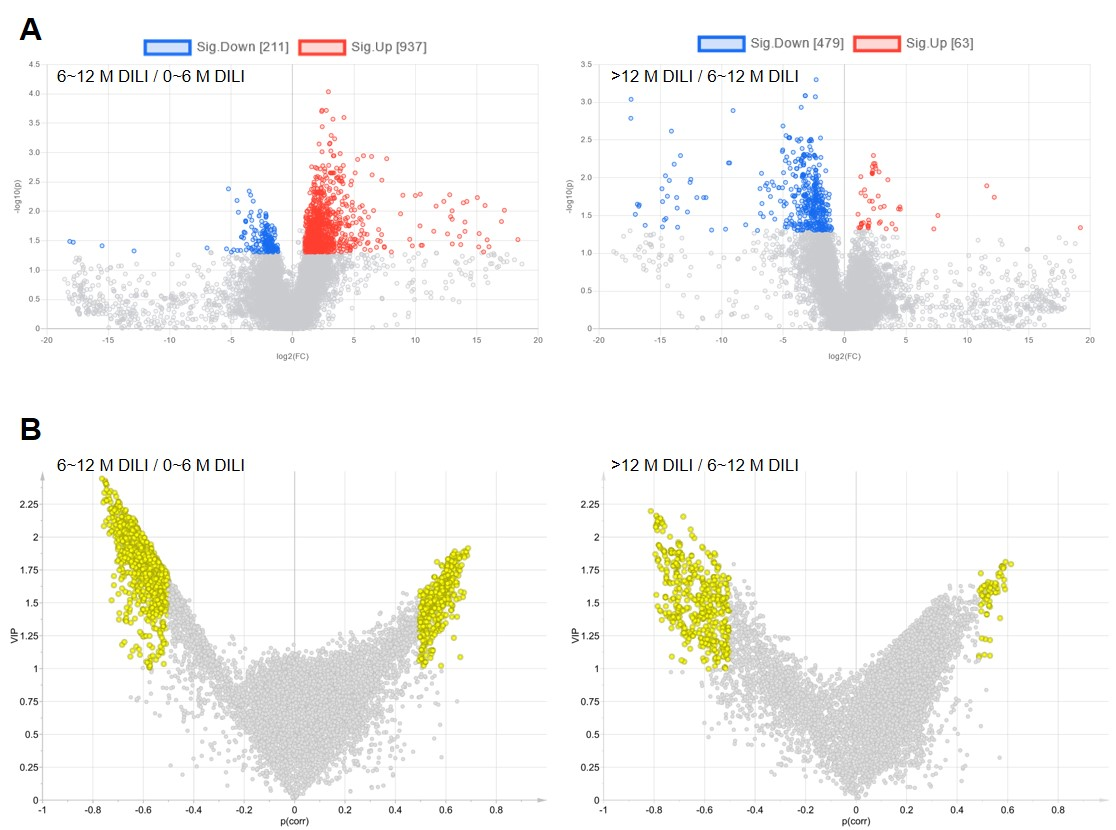 A
Sig.Down [211] Sig.Up [937]
6~12 M DILI / 0~6 M DILI
4.5
4.0
3.5
3.0
2.5
2.0
1.5
1.0
0.5
0
-log10(p)
-20 -15 -10 -5 0 5 10 15 20
log2(FC)
Sig.Down [479] Sig.Up [63]
>12 M DILI / 6~12 M DILI
3.5
3.0
2.5
2.0
1.5
1.0
0.5
0
-log10(p)
-20 -15 -10 -5 0 5 10 15 20
log2(FC)
B
6~12 M DILI / 0~6 M DILI
2.25
2
1.75
1.5
1.25
1
0.75
0.5
0.25
0
VIP
-1 -0.8 -0.6 -0.4 -0.2 0 0.2 0.4 0.6 0.8
p(corr)
>12 M DILI / 6~12 M DILI
2.25
2
1.75
1.5
1.25
1
0.75
0.5
0.25
0
VIP
-1 -0.8 -0.6 -0.4 -0.2 0 0.2 0.4 0.6 0.8
p(corr)